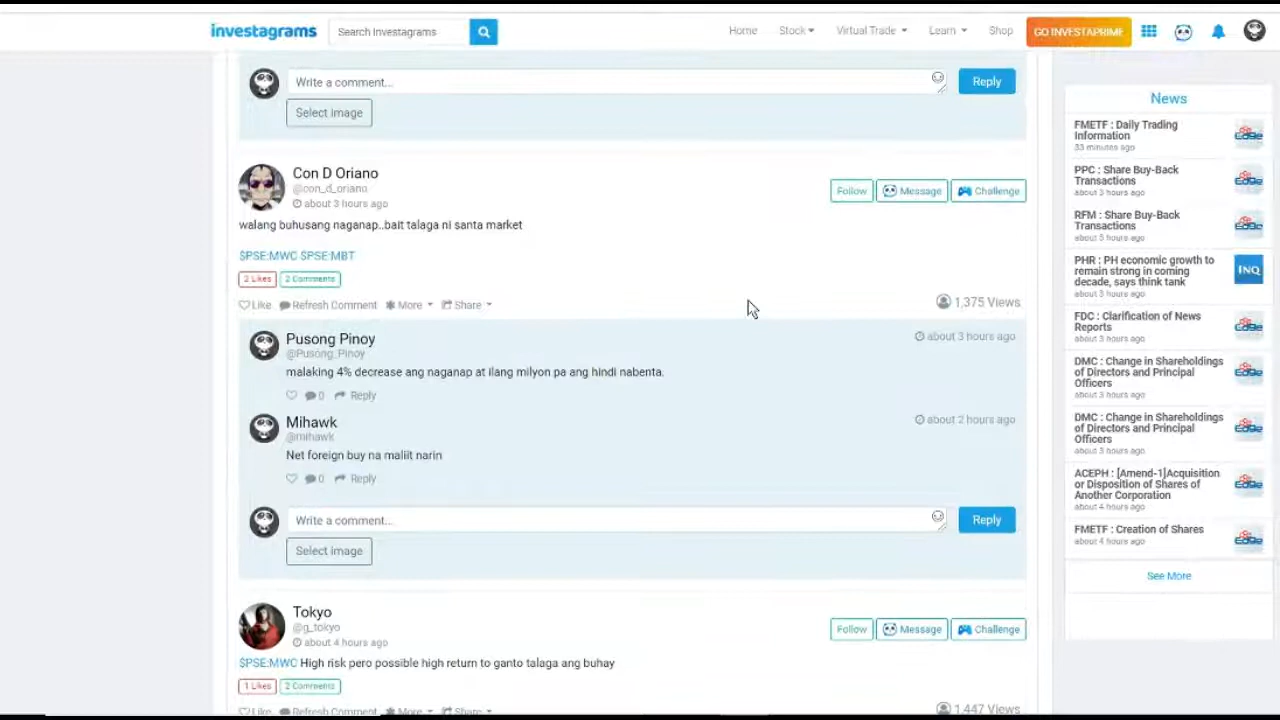 investagrams
Search Investagrams
Home
Stock
Virtual Trade
Learn
Shop
GO INVESTAPRIME
Write a comment...
Reply
Select Image
Con D Oriano
@con_d_oriano
about 3 hours ago
Follow
Message
Challenge
walang buhusang naganap..bait talaga ni santa market
$PSE:MWC $PSE:MBT
2 Likes
2 Comments
Like
Refresh Comment
More
Share
1,375 Views
Pusong Pinoy
@Pusong_Pinoy
about 3 hours ago
malaking 4% decrease ang naganap at ilang milyon pa ang hindi nabenta.
0
Reply
Mihawk
@mihawk
about 2 hours ago
Net foreign buy na maliit narin
0
Reply
Write a comment...
Reply
Select Image
Tokyo
@g_tokyo
about 4 hours ago
Follow
Message
Challenge
$PSE:MWC High risk pero possible high return to ganto talaga ang buhay
1 Likes
2 Comments
Like
Refresh Comment
More
Share
1,447 Views
News
FMETF : Daily Trading
Information
33 minutes ago
PPC : Share Buy-Back
Transactions
about 3 hours ago
RFM : Share Buy-Back
Transactions
about 3 hours ago
PHR : PH economic growth to
remain strong in coming
decade, says think tank
about 3 hours ago
INQ
FDC : Clarification of News
Reports
about 3 hours ago
DMC : Change in Shareholdings
of Directors and Principal
Officers
about 3 hours ago
DMC : Change in Shareholdings
of Directors and Principal
Officers
about 3 hours ago
ACEPH : [Amend-1]Acquisition
or Disposition of Shares of
Another Corporation
about 4 hours ago
FMETF : Creation of Shares
about 4 hours ago
See More